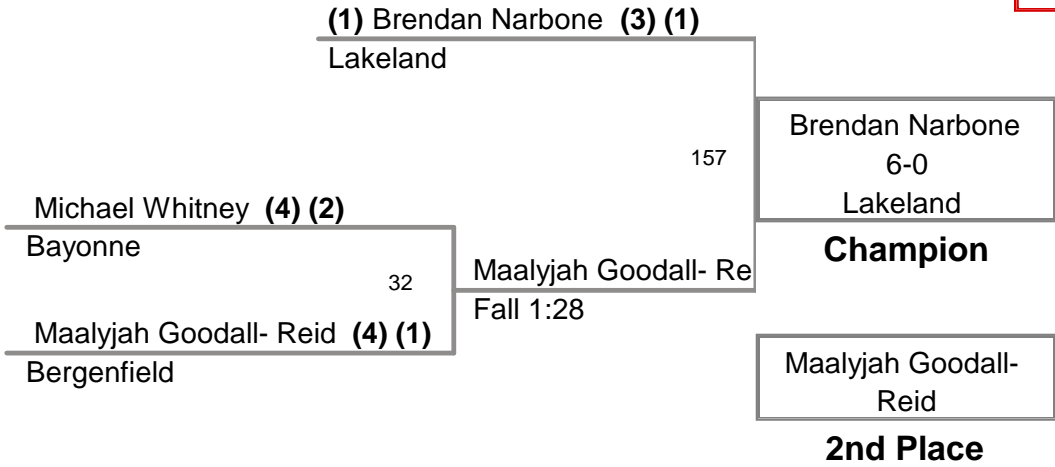 (1) Brendan Narbone (3) (1)
Lakeland
157
Brendan Narbone
6-0
Lakeland
Champion
Michael Whitney (4) (2)
Bayonne
32
Maalyjah Goodall- Re
Fall 1:28
Maalyjah Goodall- Reid (4) (1)
Bergenfield
Maalyjah Goodall-
Reid
2nd Place